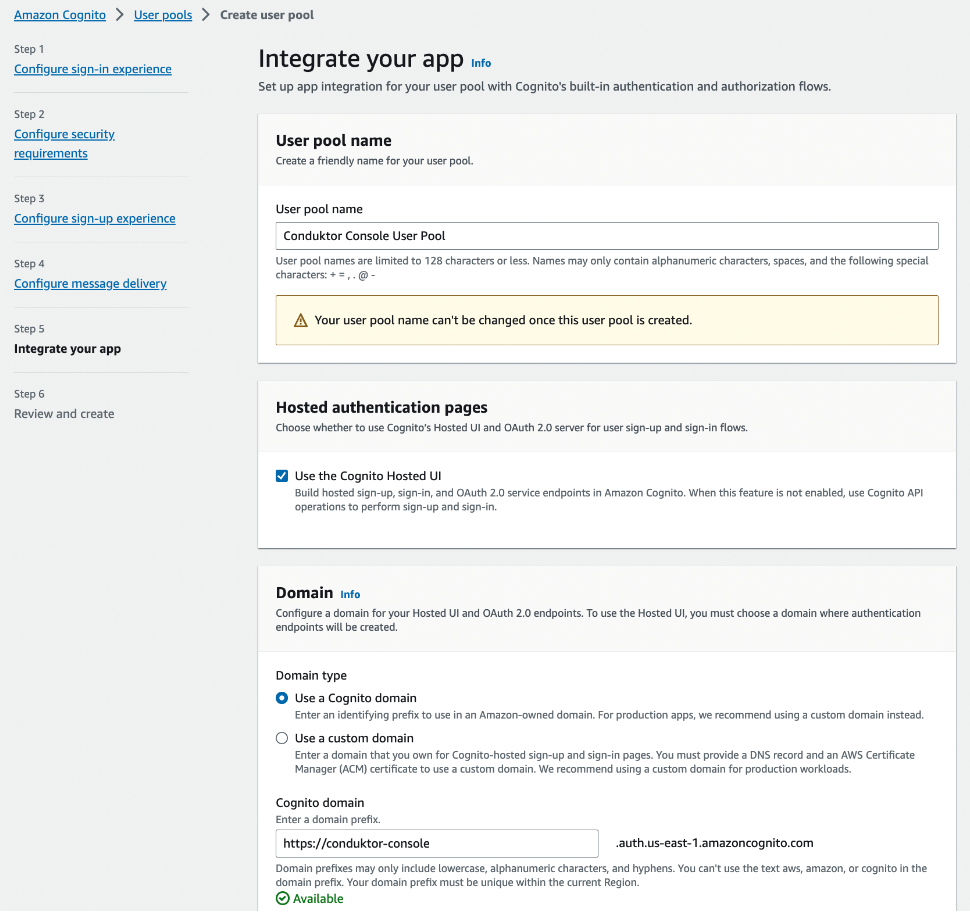 Amazon Cognito > User pools > Create user pool
Step 1
Configure sign-in experience
Step 2
Configure security
requirements
Step 3
Configure sign-up experience
Step 4
Configure message delivery
Step 5
Integrate your app
Step 6
Review and create
Integrate your app Info
Set up app integration for your user pool with Cognito's built-in authentication and authorization flows.
User pool name
Create a friendly name for your user pool.
User pool name
Conduktor Console User Pool
User pool names are limited to 128 characters or less. Names may only contain alphanumeric characters, spaces, and the following special
characters: + = , . @ -
Your user pool name can't be changed once this user pool is created.
Hosted authentication pages
Choose whether to use Cognito's Hosted UI and OAuth 2.0 server for user sign-up and sign-in flows.
Use the Cognito Hosted UI
Build hosted sign-up, sign-in, and OAuth 2.0 service endpoints in Amazon Cognito. When this feature is not enabled, use Cognito API
operations to perform sign-up and sign-in.
Domain Info
Configure a domain for your Hosted UI and OAuth 2.0 endpoints. To use the Hosted UI, you must choose a domain where authentication
endpoints will be created.
Domain type
Use a Cognito domain
Enter an identifying prefix to use in an Amazon-owned domain. For production apps, we recommend using a custom domain instead.
Use a custom domain
Enter a domain that you own for Cognito-hosted sign-up and sign-in pages. You must provide a DNS record and an AWS Certificate
Manager (ACM) certificate to use a custom domain. We recommend using a custom domain for production workloads.
Cognito domain
Enter a domain prefix.
https://conduktor-console .auth.us-east-1.amazoncognito.com
Domain prefixes may only include lowercase, alphanumeric characters, and hyphens. You can't use the text aws, amazon, or cognito in the
domain prefix. Your domain prefix must be unique within the current Region.
Available